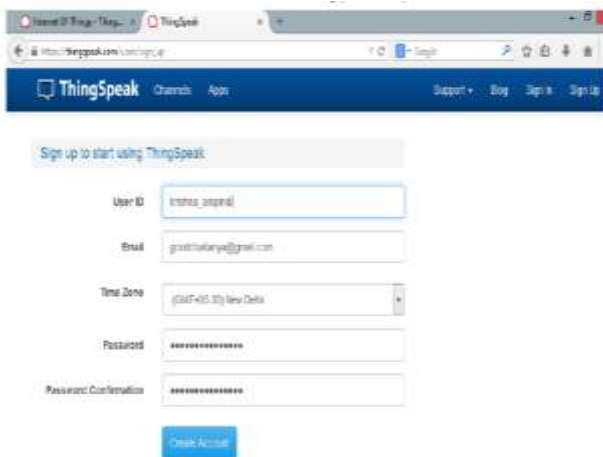 ThingSpeak
ThingSpeak Channels Apps Support Blog Sign In Sign Up
Sign up to start using ThingSpeak
User ID
Email
Time Zone (GMT+05:30) New Delhi
Password
Password Confirmation
Create Account